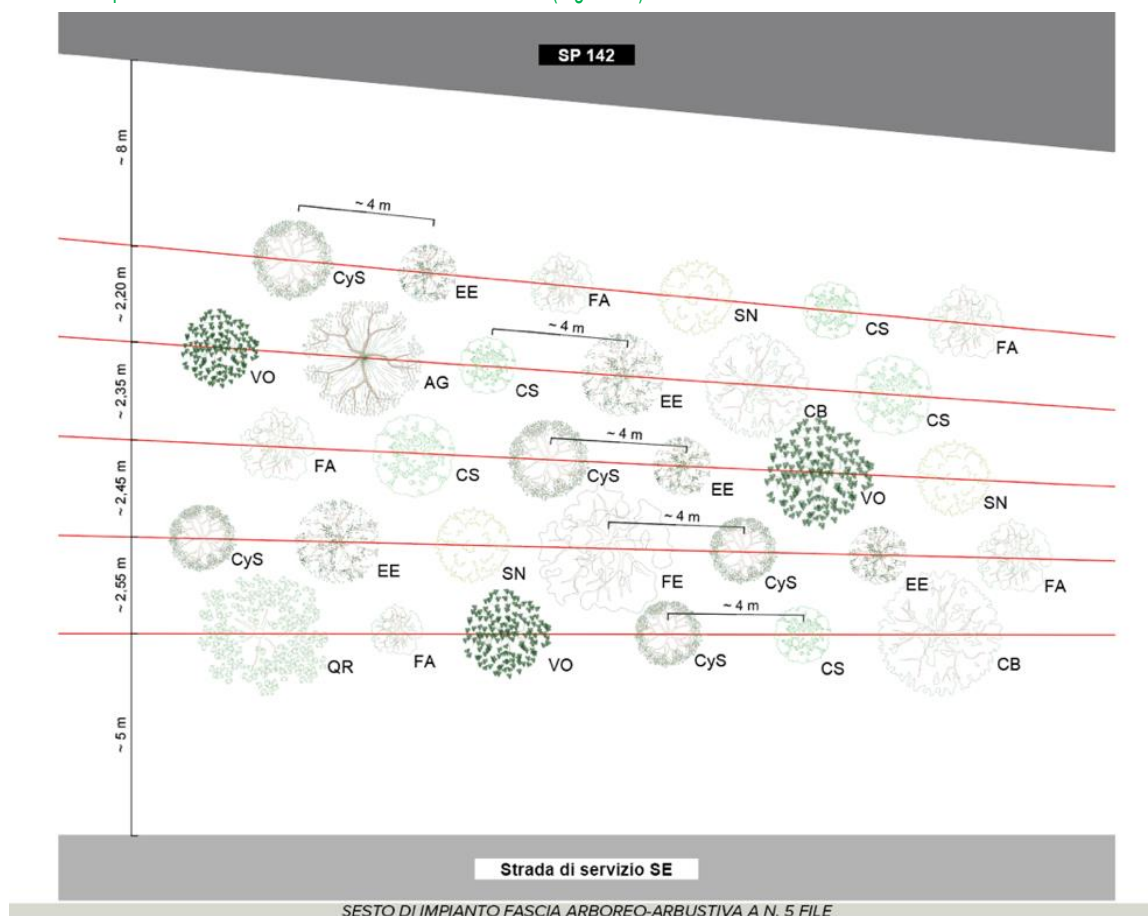 SP 142
~ 8 m
~ 4 m
CyS
EE
FA
SN
CS
FA
~ 2,20 m
~ 4 m
VO
AG
CS
EE
CB
CS
~ 2,35 m
~ 4 m
FA
CS
CyS
EE
VO
SN
~ 2,45 m
~ 4 m
CyS
EE
SN
FE
CyS
EE
FA
~ 2,55 m
~ 4 m
QR
FA
VO
CyS
CS
CB
~ 5 m
Strada di servizio SE
SESTO DI IMPIANTO FASCIA ARBOREO-ARBUSTIVA A N. 5 FILE